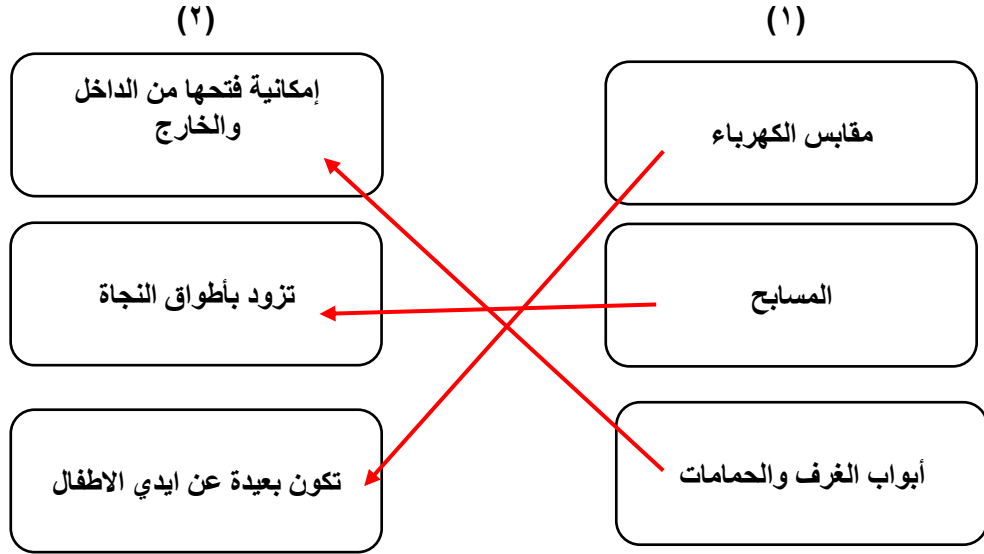 (١)
(٢)
مقابس الكهرباء
إمكانية فتحها من الداخل
والخارج
المسابح
تزود بأطواق النجاة
أبواب الغرف والحمامات
تكون بعيدة عن ايدي الاطفال